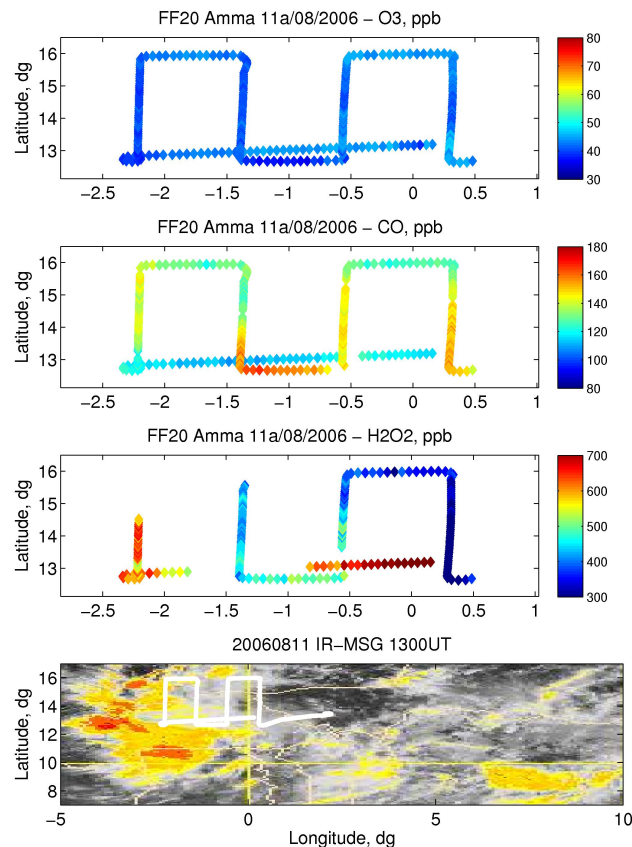 FF20 Amma 11a/08/2006 − O3, ppb
Latitude, dg
16
15
14
13
−2.5 −2 −1.5 −1 −0.5 0 0.5 1
80
70
60
50
40
30
FF20 Amma 11a/08/2006 − CO, ppb
Latitude, dg
16
15
14
13
−2.5 −2 −1.5 −1 −0.5 0 0.5 1
180
160
140
120
100
80
FF20 Amma 11a/08/2006 − H2O2, ppb
Latitude, dg
16
15
14
13
−2.5 −2 −1.5 −1 −0.5 0 0.5 1
700
600
500
400
300
20060811 IR−MSG 1300UT
Latitude, dg
16
14
12
10
8
−5 0 5 10
Longitude, dg